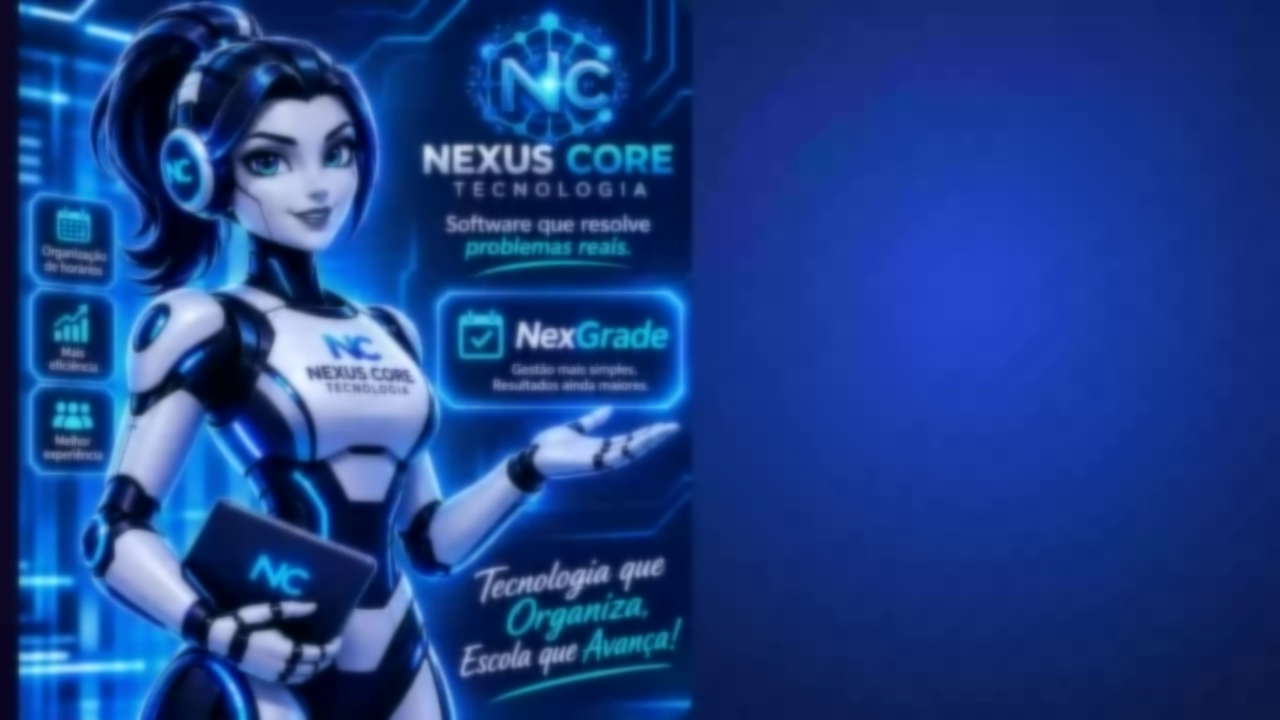 NC
NEXUS CORE
TECNOLOGIA
Software que resolve
problemas reais.
NC
Organização
de horários
Mais
eficiência
Melhor
experiência
NexGrade
Gestão mais simples.
Resultados ainda maiores.
NC
NEXUS CORE
TECNOLOGIA
NC
Tecnologia que
Organiza,
Escola que Avança!